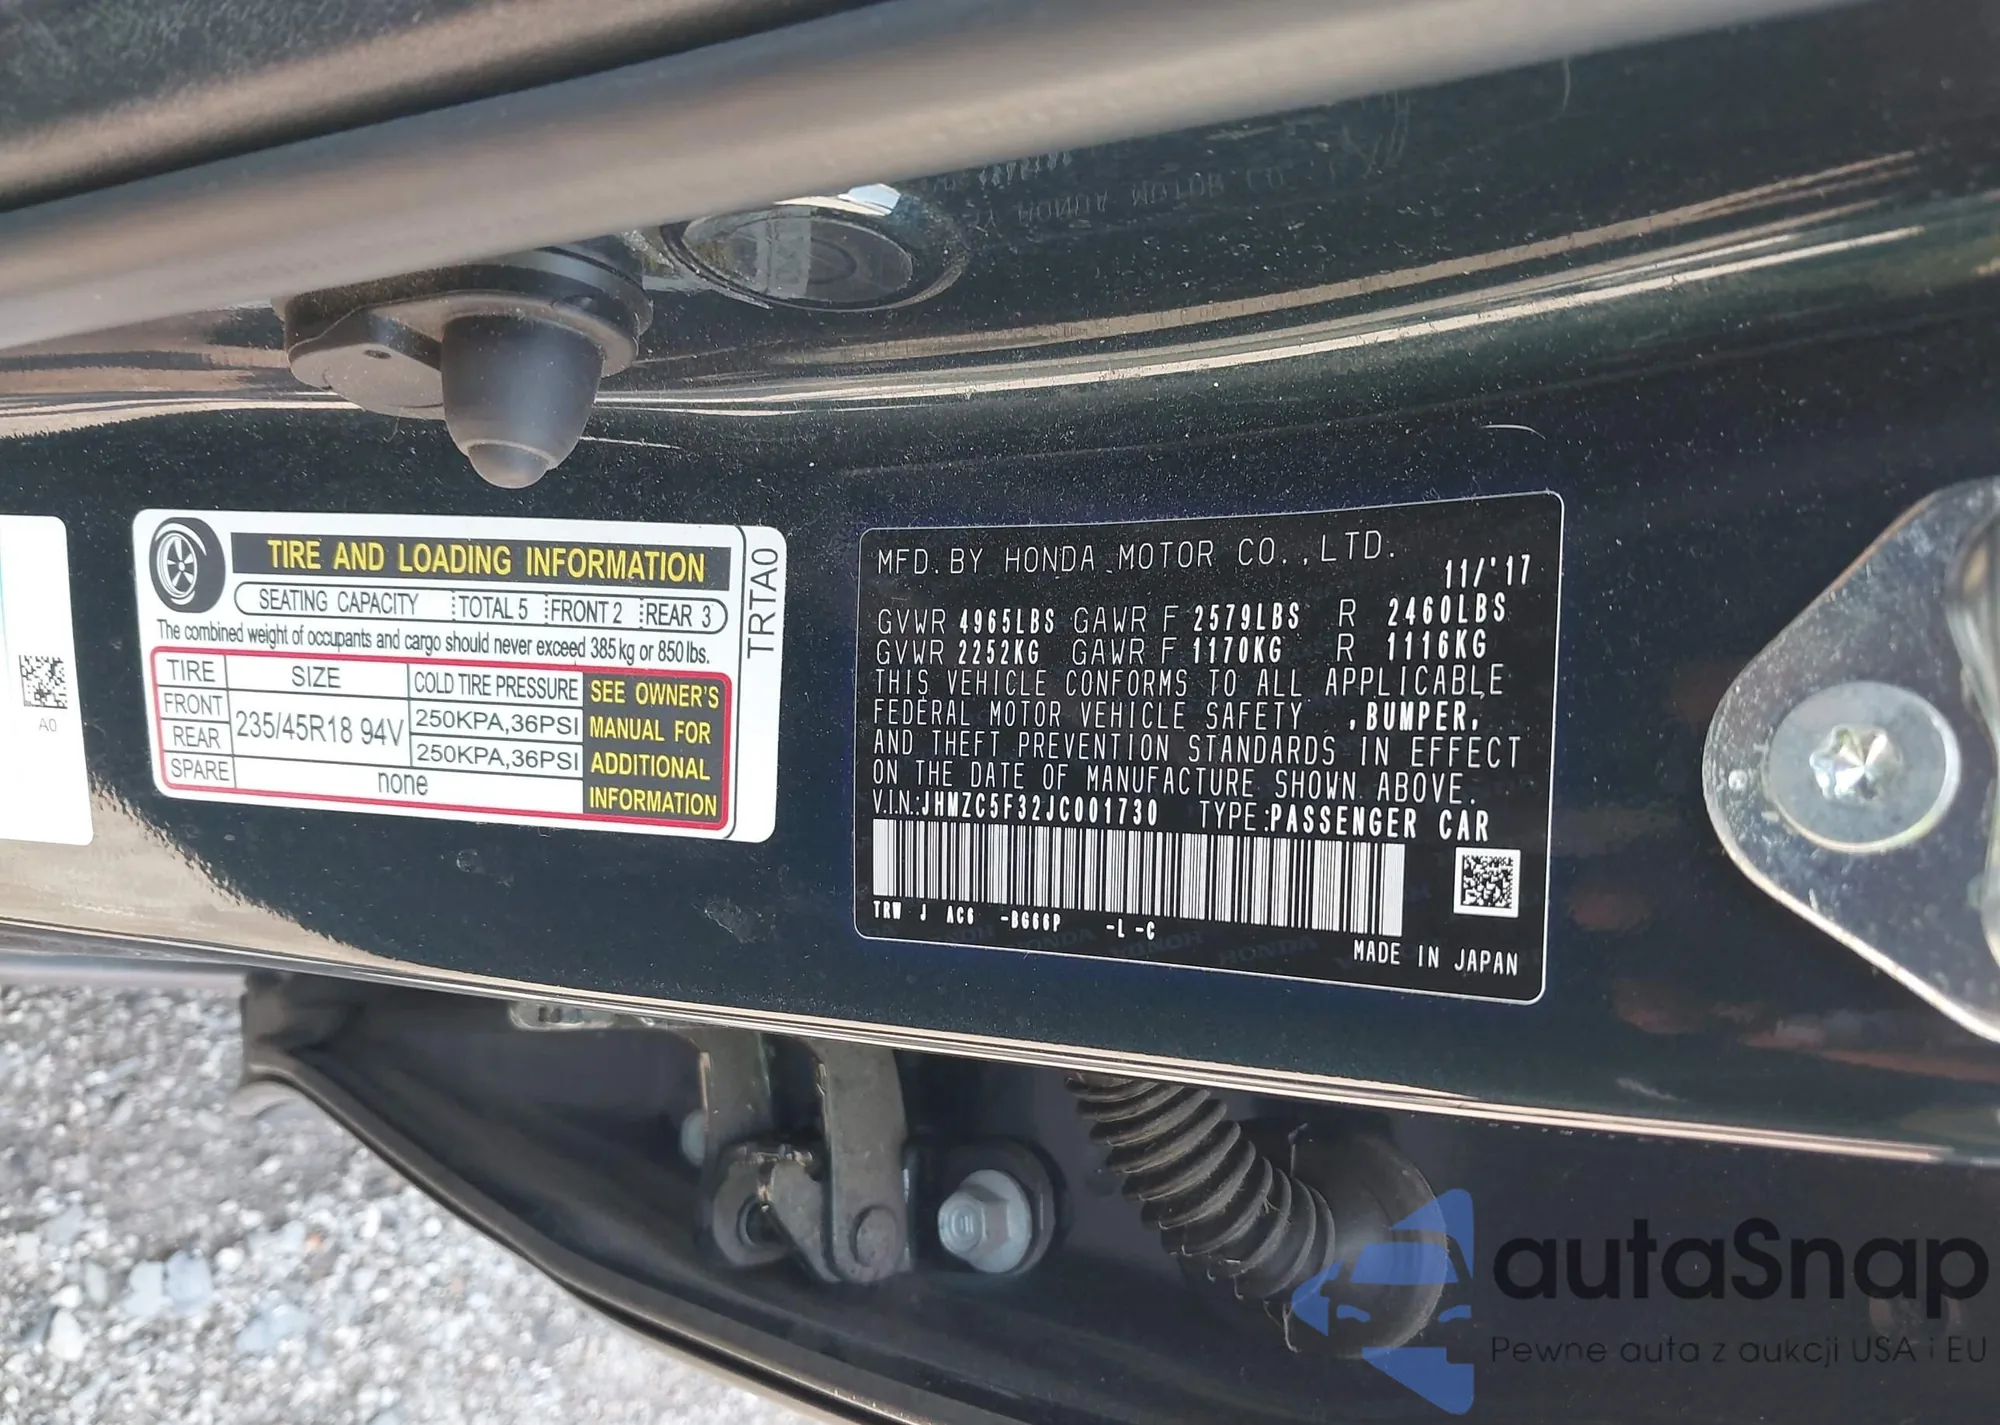 TIRE AND LOADING INFORMATION
SEATING CAPACITY TOTAL 5 FRONT 2 REAR 3
The combined weight of occupants and cargo should never exceed 385 kg or 850 lbs.
TIRE SIZE COLD TIRE PRESSURE
FRONT 235/45R18 94V 250KPA,36PSI
REAR 250KPA,36PSI
SPARE none
SEE OWNER'S
MANUAL FOR
ADDITIONAL
INFORMATION
TRTA0
A0
MFD. BY HONDA MOTOR CO.,LTD.
11/'17
GVWR 4965LBS GAWR F 2579LBS R 2460LBS
GVWR 2252KG GAWR F 1170KG R 1116KG
THIS VEHICLE CONFORMS TO ALL APPLICABLE
FEDERAL MOTOR VEHICLE SAFETY ,BUMPER,
AND THEFT PREVENTION STANDARDS IN EFFECT
ON THE DATE OF MANUFACTURE SHOWN ABOVE.
V.I.N.:JHMZC5F32JC001730 TYPE:PASSENGER CAR
TRW J AC6 -BG66P -L -C
MADE IN JAPAN
autaSnap
Pewne auta z aukcji USA i EU